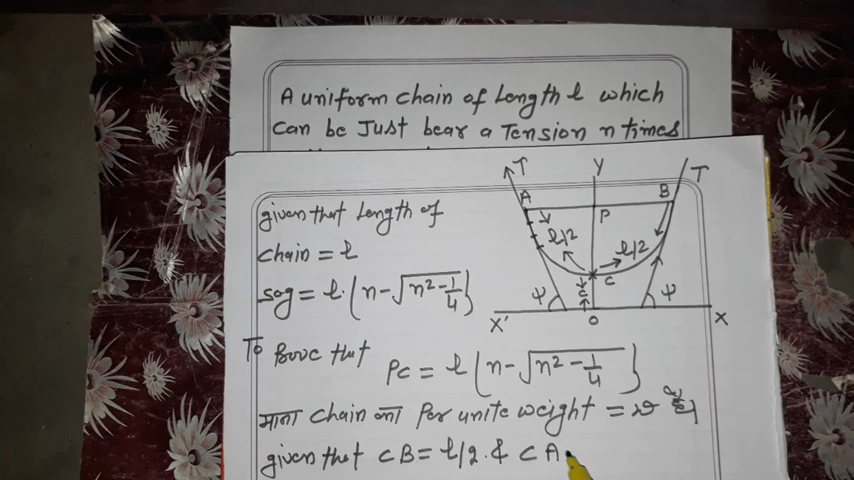 A uniform chain of Length l which
can be Just bear a Tension n times
given that Length of
chain = l
sag = l.{n-√n²-1/4}
T
Y
T
A
B
P
l/2
l/2
C
c
ψ
ψ
X'
O
X
To Prove that
PC = l{n-√n²-1/4}
माना chain का Per unite weight = w है।
given that CB = l/2. & CA